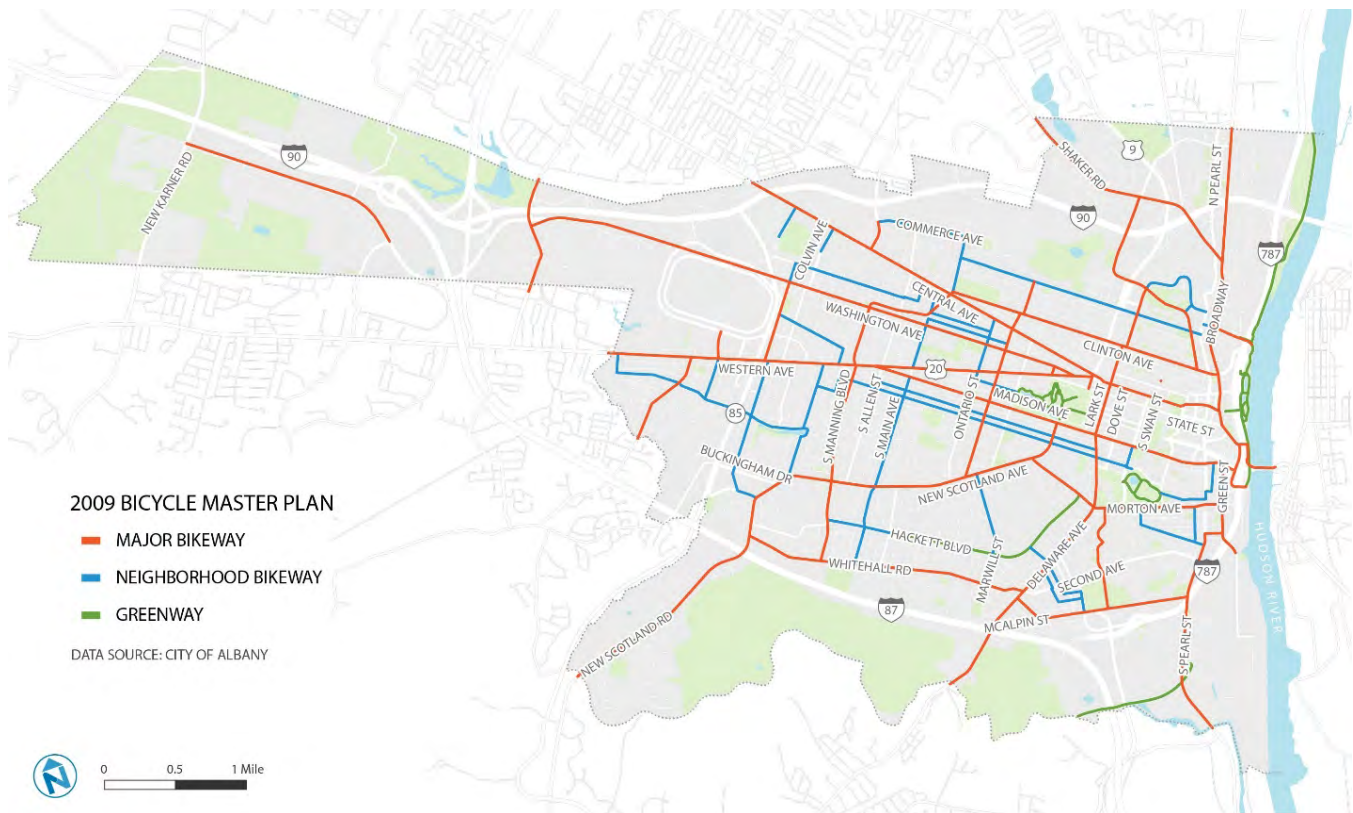 90
NEW KARNER RD
SHAKER RD
9
N PEARL ST
90
787
COMMERCE AVE
COLVIN AVE
CENTRAL AVE
WASHINGTON AVE
BROADWAY
CLINTON AVE
WESTERN AVE
20
MADISON AVE
LARK ST
DOVE ST
S SWAN ST
STATE ST
85
S MANNING BLVD
S ALLEN ST
S MAIN AVE
ONTARIO ST
BUCKINGHAM DR
NEW SCOTLAND AVE
GREEN ST
MORTON AVE
HACKETT BLVD
MARWILL ST
DELAWARE AVE
SECOND AVE
WHITEHALL RD
787
HUDSON RIVER
87
MCALPIN ST
NEW SCOTLAND RD
S PEARL ST
2009 BICYCLE MASTER PLAN
MAJOR BIKEWAY
NEIGHBORHOOD BIKEWAY
GREENWAY
DATA SOURCE: CITY OF ALBANY
N
0 0.5 1 Mile